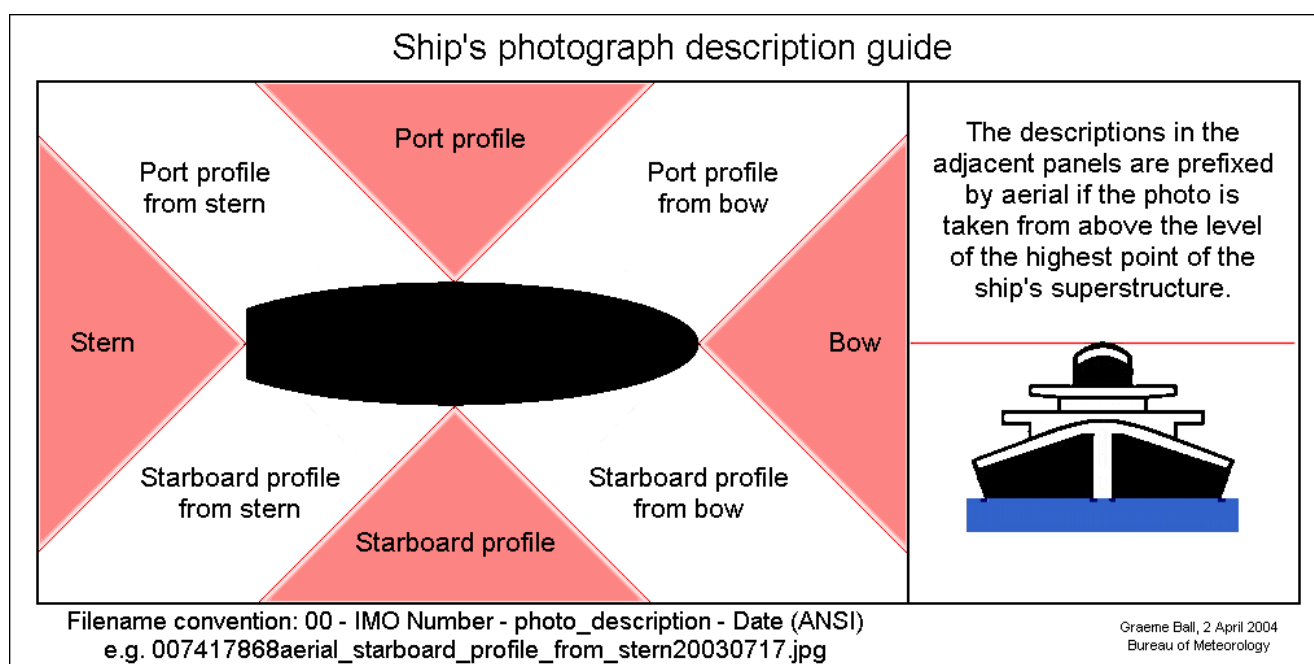 Ship's photograph description guide
Port profile
Port profile
from stern
Port profile
from bow
Stern
Bow
Starboard profile
from stern
Starboard profile
from bow
Starboard profile
The descriptions in the
adjacent panels are prefixed
by aerial if the photo is
taken from above the level
of the highest point of the
ship's superstructure.
Filename convention: 00 - IMO Number - photo_description - Date (ANSI)
e.g. 007417868aerial_starboard_profile_from_stern20030717.jpg
Graeme Ball, 2 April 2004
Bureau of Meteorology